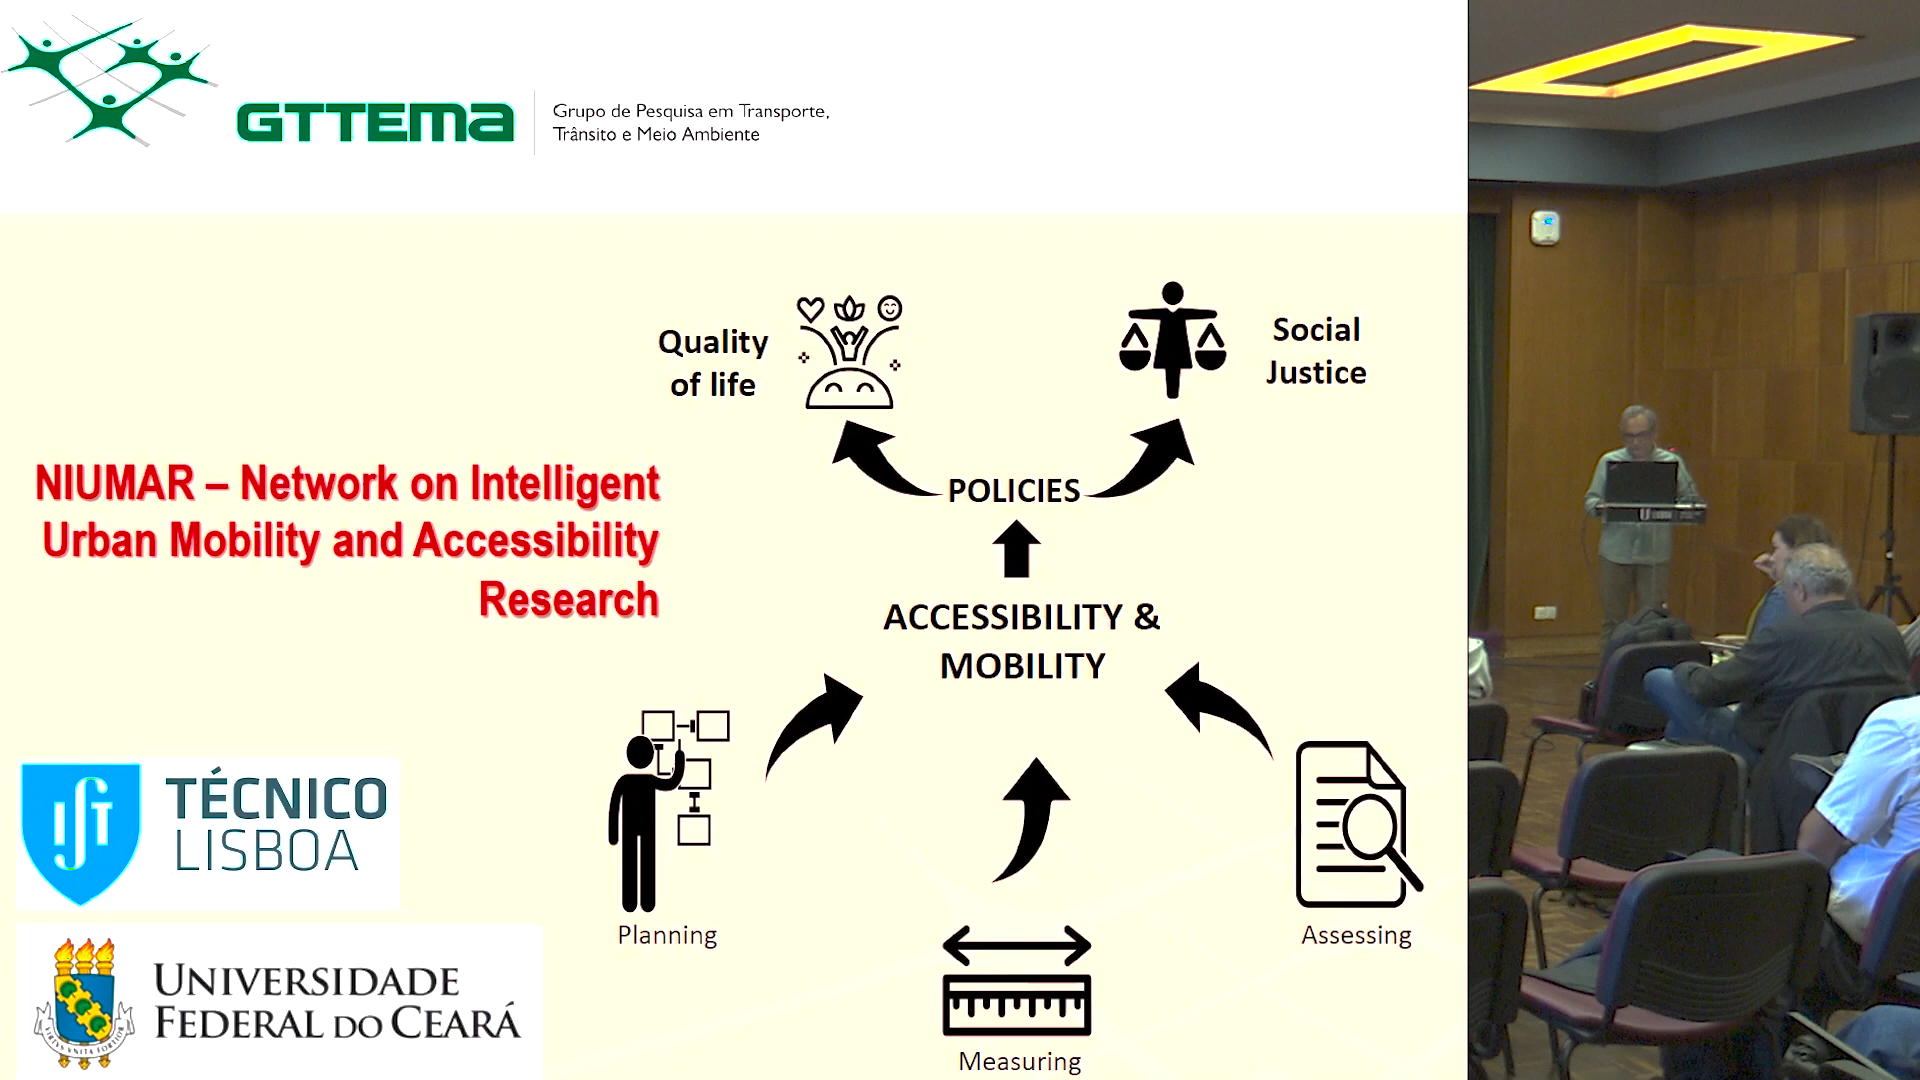 GTTEMA
Grupo de Pesquisa em Transporte,
Trânsito e Meio Ambiente
Quality
of life
Social
Justice
NIUMAR – Network on Intelligent
Urban Mobility and Accessibility
Research
POLICIES
ACCESSIBILITY &
MOBILITY
Planning
Measuring
Assessing
TÉCNICO
LISBOA
UNIVERSIDADE
FEDERAL DO CEARÁ